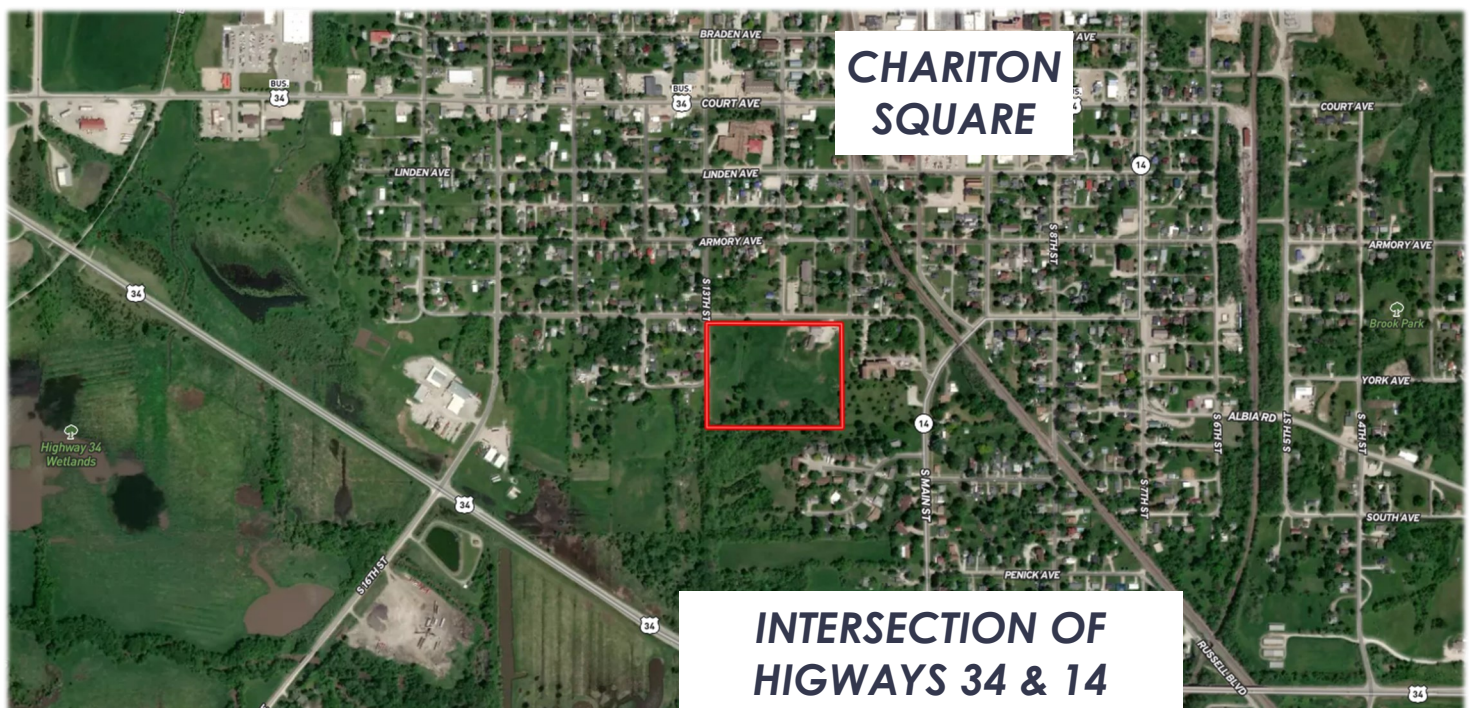 BRADEN AVE
AVE
CHARITON
SQUARE
BUS.
34
BUS.
34
COURT AVE
COURT AVE
14
LINDEN AVE
LINDEN AVE
S 8TH ST
ARMORY AVE
ARMORY AVE
34
S 13TH ST
Brook Park
YORK AVE
14
S 6TH ST
ALBIA RD
S 5TH ST
S 4TH ST
Highway 34
Wetlands
S MAIN ST
S 7TH ST
34
SOUTH AVE
S 16TH ST
PENICK AVE
34
INTERSECTION OF
HIGWAYS 34 & 14
RUSSELL BLVD
34